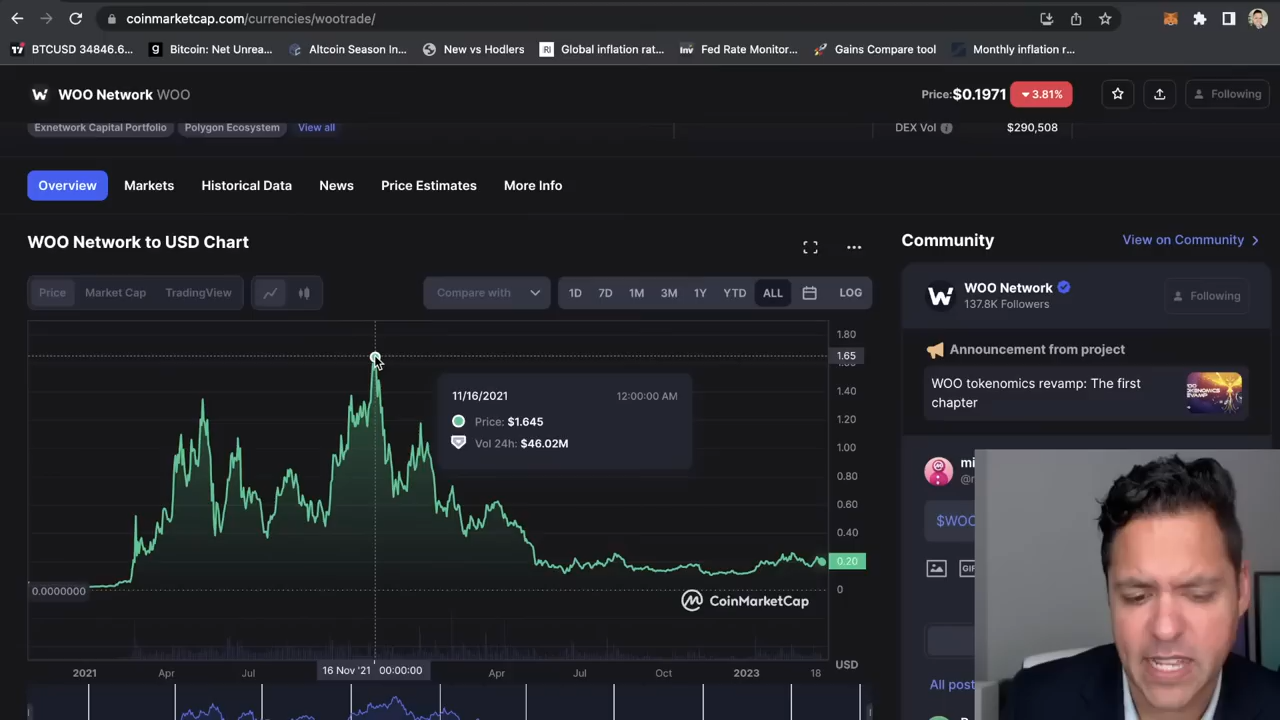 coinmarketcap.com/currencies/wootrade/
BTCUSD 34846.6...
Bitcoin: Net Unrea...
Altcoin Season In...
New vs Hodlers
Global inflation rat...
Fed Rate Monitor...
Gains Compare tool
Monthly inflation r...
WOO Network WOO
Price:$0.1971
3.81%
Following
Exnetwork Capital Portfolio
Polygon Ecosystem
View all
DEX Vol
$290,508
Overview
Markets
Historical Data
News
Price Estimates
More Info
WOO Network to USD Chart
Community
View on Community
Price
Market Cap
TradingView
Compare with
1D
7D
1M
3M
1Y
YTD
ALL
LOG
WOO Network
137.8K Followers
Following
1.80
1.65
1.40
1.20
1.00
0.80
0.60
0.40
0.20
0
0.0000000
11/16/2021
12:00:00 AM
Price: $1.645
Vol 24h: $46.02M
Announcement from project
WOO tokenomics revamp: The first
chapter
mi
$WOO
GIF
CoinMarketCap
2021
Apr
Jul
16 Nov '21 00:00:00
Apr
Jul
Oct
2023
18
USD
All post